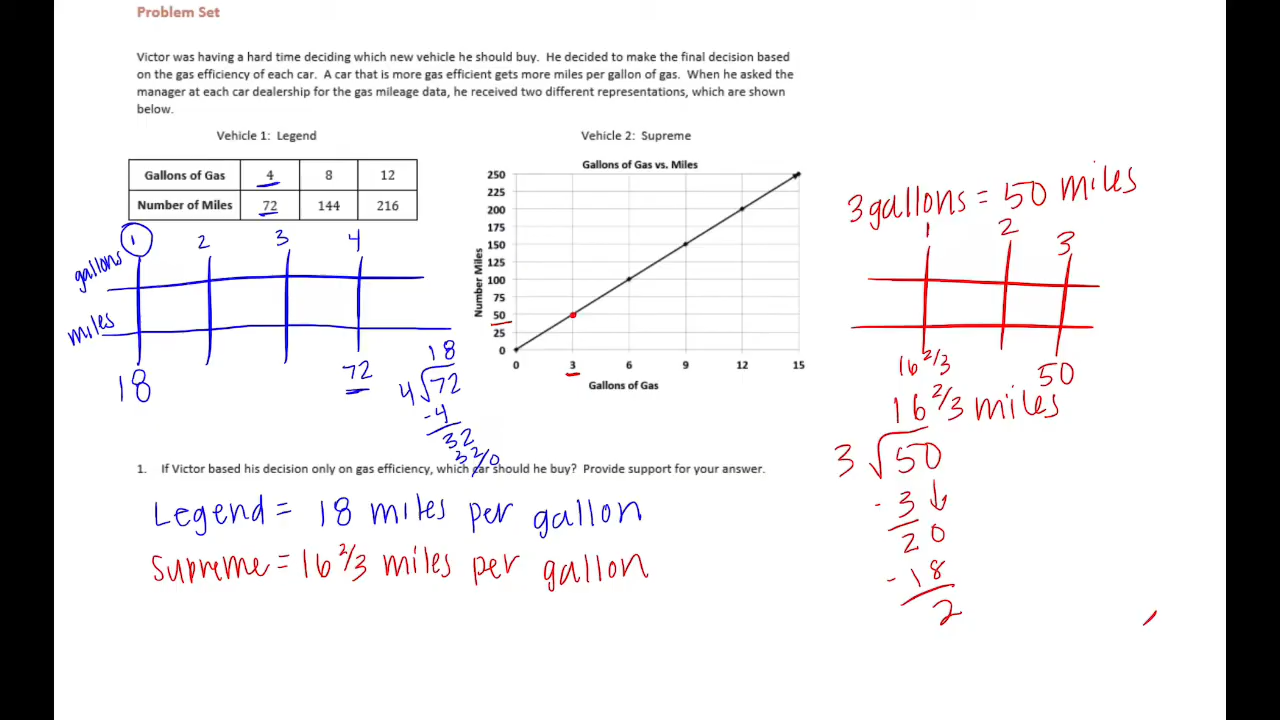 Problem Set
Victor was having a hard time deciding which new vehicle he should buy. He decided to make the final decision based
on the gas efficiency of each car. A car that is more gas efficient gets more miles per gallon of gas. When he asked the
manager at each car dealership for the gas mileage data, he received two different representations, which are shown
below.
Vehicle 1: Legend
Gallons of Gas 4 8 12
Number of Miles 72 144 216
gallons 1 2 3 4
miles
18 72
18
4 72
-4
32
32
0
Vehicle 2: Supreme
Gallons of Gas vs. Miles
Number Miles
250
225
200
175
150
125
100
75
50
25
0
0 3 6 9 12 15
Gallons of Gas
3 gallons = 50 miles
1 2 3
16 2/3 50
16 2/3 miles
3 50
-3
20
-18
2
1. If Victor based his decision only on gas efficiency, which car should he buy? Provide support for your answer.
Legend = 18 miles per gallon
Supreme = 16 2/3 miles per gallon